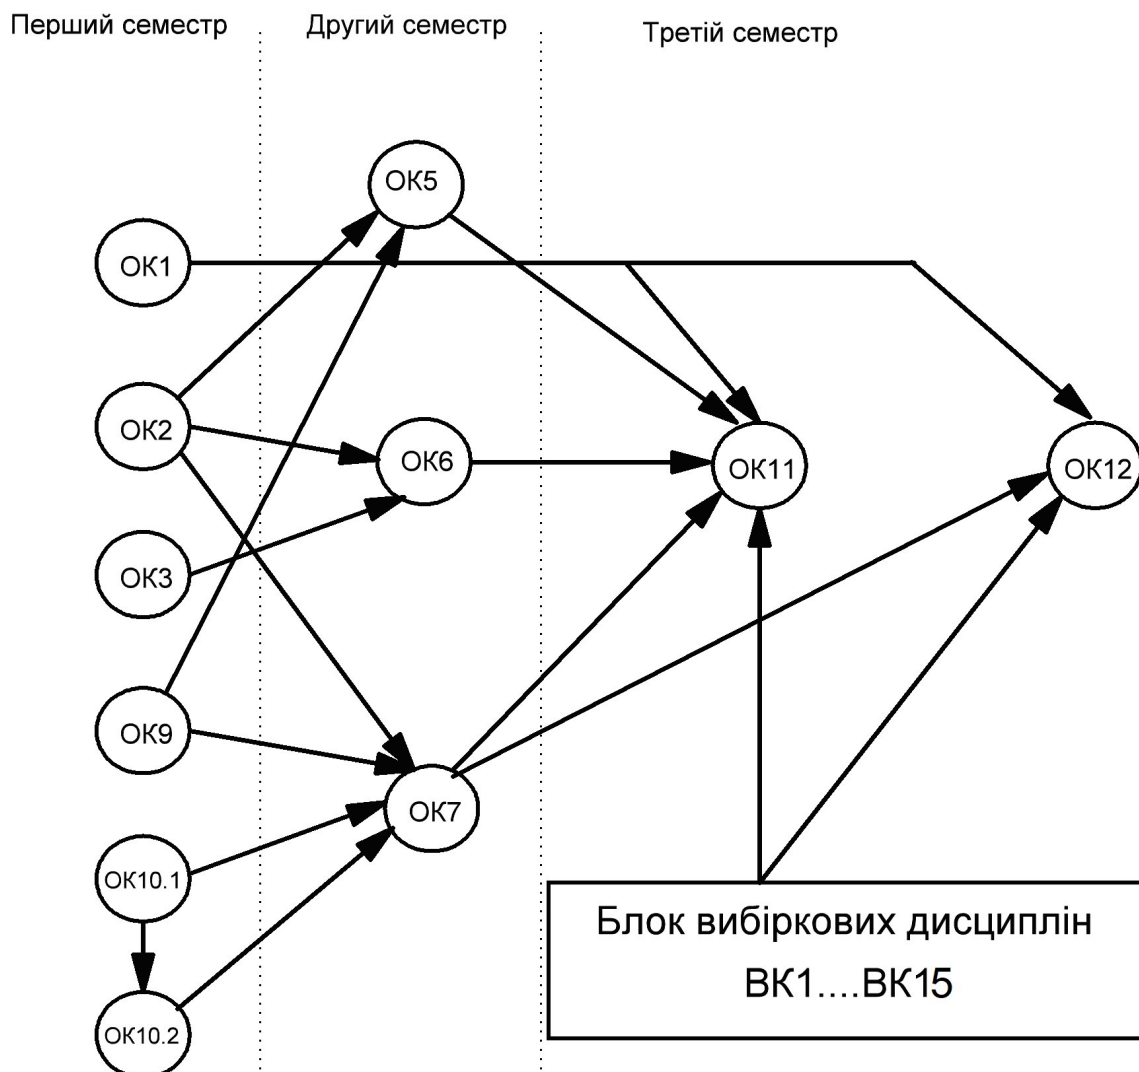 Перший семестр
Другий семестр
Третій семестр
ОК5
ОК1
ОК2
ОК6
ОК11
ОК12
ОК3
ОК9
ОК7
ОК10.1
ОК10.2
Блок вибіркових дисциплін
ВК1....ВК15